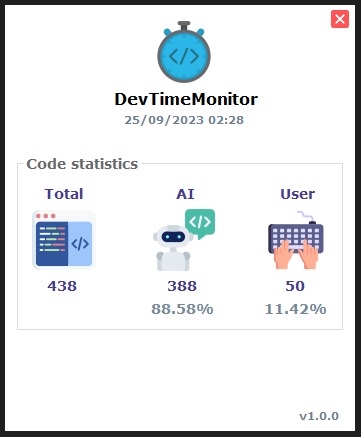 </>
DevTimeMonitor
25/09/2023 02:28
Code statistics
Total AI User
</> </>
438 388 50
88.58% 11.42%
v1.0.0